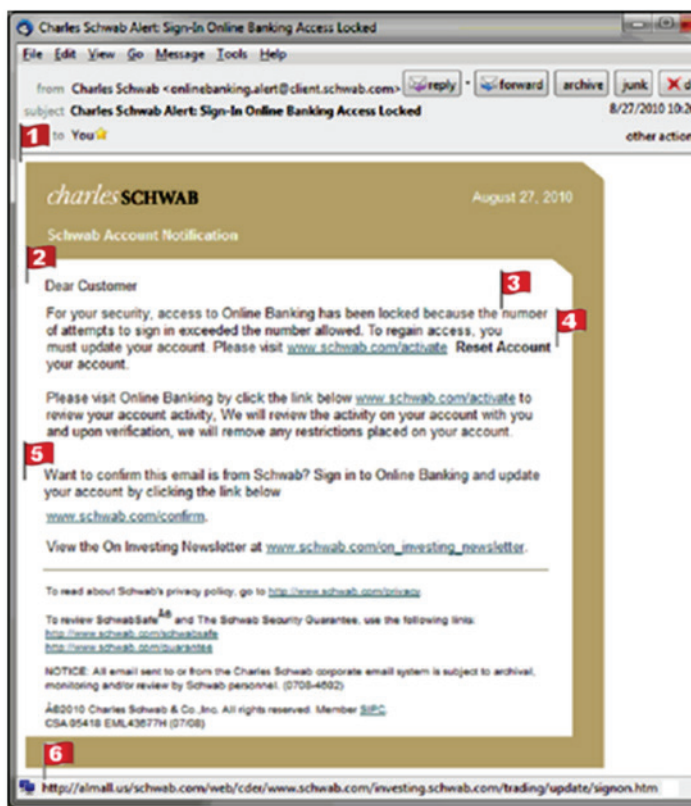 Charles Schwab Alert: Sign-In Online Banking Access Locked
File Edit View Go Message Tools Help
from Charles Schwab <onlinebanking.alert@client.schwab.com> reply forward archive junk d
subject Charles Schwab Alert: Sign-In Online Banking Access Locked 8/27/2010 10:26
1 to You other action
charles SCHWAB August 27, 2010
Schwab Account Notification
2
Dear Customer
3
For your security, access to Online Banking has been locked because the number
4
of attempts to sign in exceeded the number allowed. To regain access, you
must update your account. Please visit www.schwab.com/activate Reset Account
your account.
Please visit Online Banking by click the link below www.schwab.com/activate to
review your account activity, We will review the activity on your account with you
and upon verification, we will remove any restrictions placed on your account.
5
Want to confirm this email is from Schwab? Sign in to Online Banking and update
your account by clicking the link below
www.schwab.com/confirm.
View the On Investing Newsletter at www.schwab.com/on_investing_newsletter.
To read about Schwab's privacy policy, go to http://www.schwab.com/privacy
To review SchwabSafe® and The Schwab Security Guarantee, use the following links:
http://www.schwab.com/schwabsafe
http://www.schwab.com/guarantee
NOTICE: All email sent to or from the Charles Schwab corporate email system is subject to archival,
monitoring and/or review by Schwab personnel. (0708-4602)
©2010 Charles Schwab & Co.,Inc. All rights reserved. Member SIPC.
CSA 05418 EML43677H (07/08)
6
http://almall.us/schwab.com/web/cder/www.schwab.com/investing.schwab.com/trading/update/signon.htm